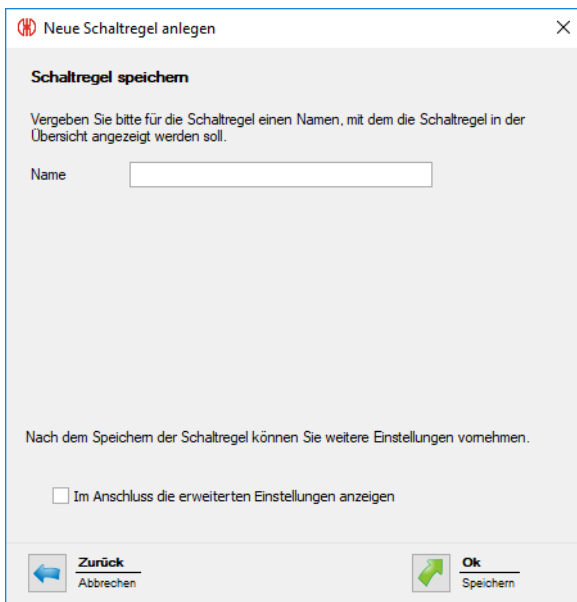 Neue Schaltregel anlegen
Schaltregel speichern
Vergeben Sie bitte für die Schaltregel einen Namen, mit dem die Schaltregel in der
Übersicht angezeigt werden soll.
Name
Nach dem Speichern der Schaltregel können Sie weitere Einstellungen vornehmen.
Im Anschluss die erweiterten Einstellungen anzeigen
Zurück
Abbrechen
Ok
Speichern